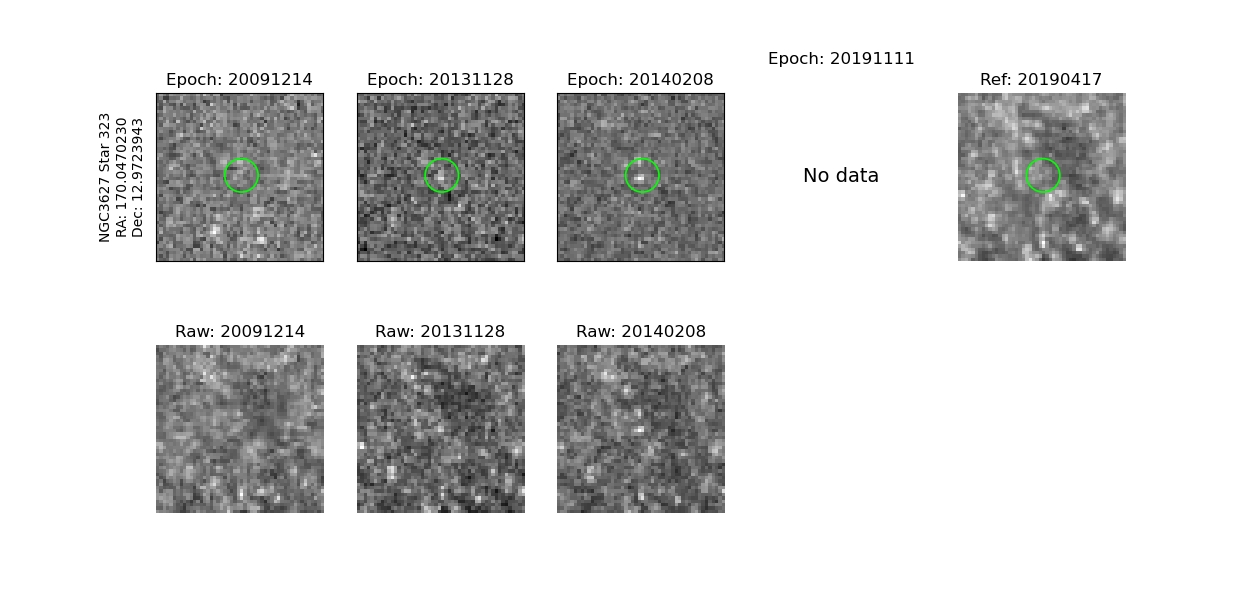 Epoch: 20191111
Epoch: 20091214
Epoch: 20131128
Epoch: 20140208
Ref: 20190417
NGC3627 Star 323
RA: 170.0470230
Dec: 12.9723943
No data
Raw: 20091214
Raw: 20131128
Raw: 20140208